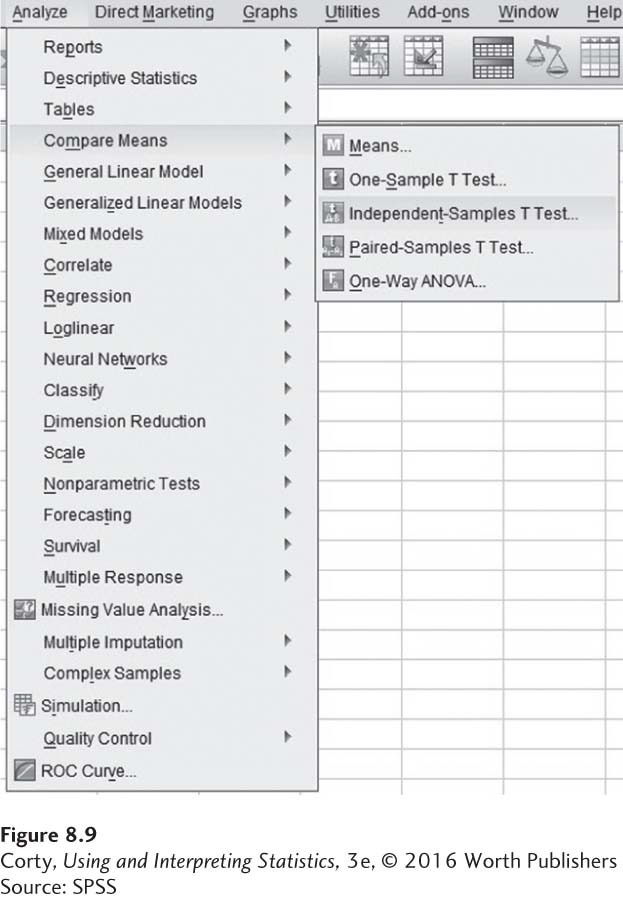 Analyze Direct Marketing Graphs Utilities Add-ons Window Help
Reports
Descriptive Statistics
Tables
Compare Means
General Linear Model
Generalized Linear Models
Mixed Models
Correlate
Regression
Loglinear
Neural Networks
Classify
Dimension Reduction
Scale
Nonparametric Tests
Forecasting
Survival
Multiple Response
Missing Value Analysis...
Multiple Imputation
Complex Samples
Simulation...
Quality Control
ROC Curve...
M Means...
t One-Sample T Test...
Independent-Samples T Test...
Paired-Samples T Test...
One-Way ANOVA...
Figure 8.9
Corty, Using and Interpreting Statistics, 3e, © 2016 Worth Publishers
Source: SPSS